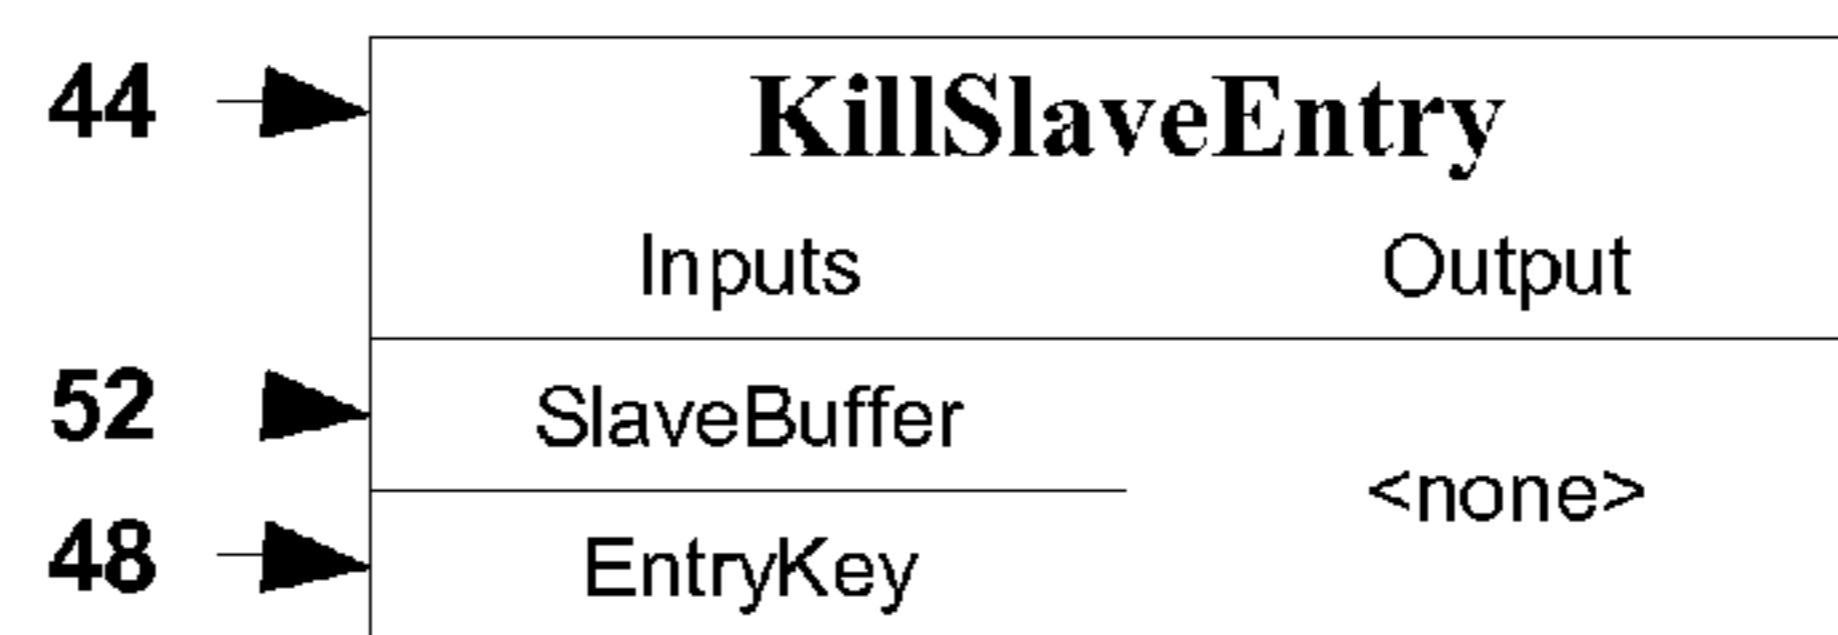 44 KillSlaveEntry
Inputs Output
52 SlaveBuffer
<none>
48 EntryKey